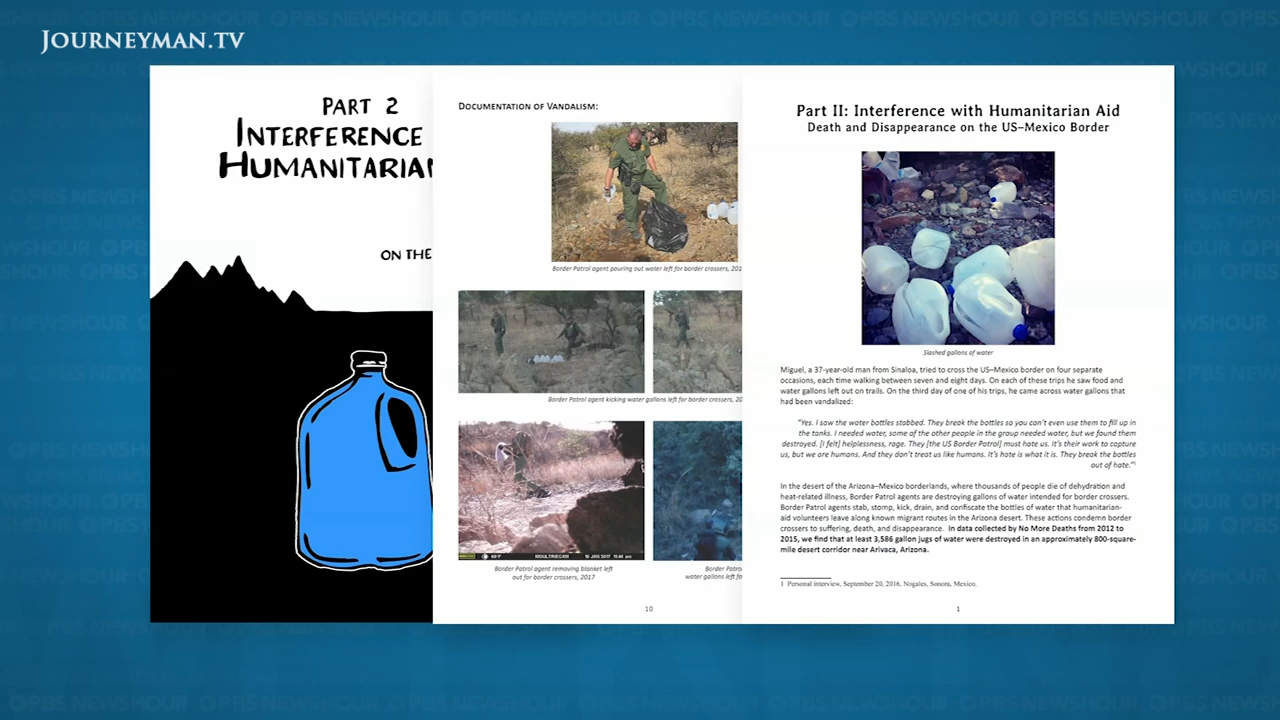 JOURNEYMAN.TV
PART 2
INTERFERENCE
HUMANITARIAN
ON THE
DOCUMENTATION OF VANDALISM:
Border Patrol agent pouring out water left for border crossers, 201
Border Patrol agent kicking water gallons left for border crossers, 20
MOULTRIECAM
Border Patrol agent removing blanket left
out for border crossers, 2017
Border Patro
water gallons left fo
10
Part II: Interference with Humanitarian Aid
Death and Disappearance on the US–Mexico Border
Slashed gallons of water
Miguel, a 37-year-old man from Sinaloa, tried to cross the US–Mexico border on four separate
occasions, each time walking between seven and eight days. On each of these trips he saw food and
water gallons left out on trails. On the third day of one of his trips, he came across water gallons that
had been vandalized:
"Yes. I saw the water bottles stabbed. They break the bottles so you can't even use them to fill up in
the tanks. I needed water, some of the other people in the group needed water, but we found them
destroyed. [I felt] helplessness, rage. They [the US Border Patrol] must hate us. It's their work to capture
us, but we are humans. And they don't treat us like humans. It's hate is what it is. They break the bottles
out of hate."1
In the desert of the Arizona–Mexico borderlands, where thousands of people die of dehydration and
heat-related illness, Border Patrol agents are destroying gallons of water intended for border crossers.
Border Patrol agents stab, stomp, kick, drain, and confiscate the bottles of water that humanitarian-
aid volunteers leave along known migrant routes in the Arizona desert. These actions condemn border
crossers to suffering, death, and disappearance. In data collected by No More Deaths from 2012 to
2015, we find that at least 3,586 gallon jugs of water were destroyed in an approximately 800-square-
mile desert corridor near Arivaca, Arizona.
1 Personal interview, September 20, 2016, Nogales, Sonora, Mexico.
1
PBS NEWSHOUR